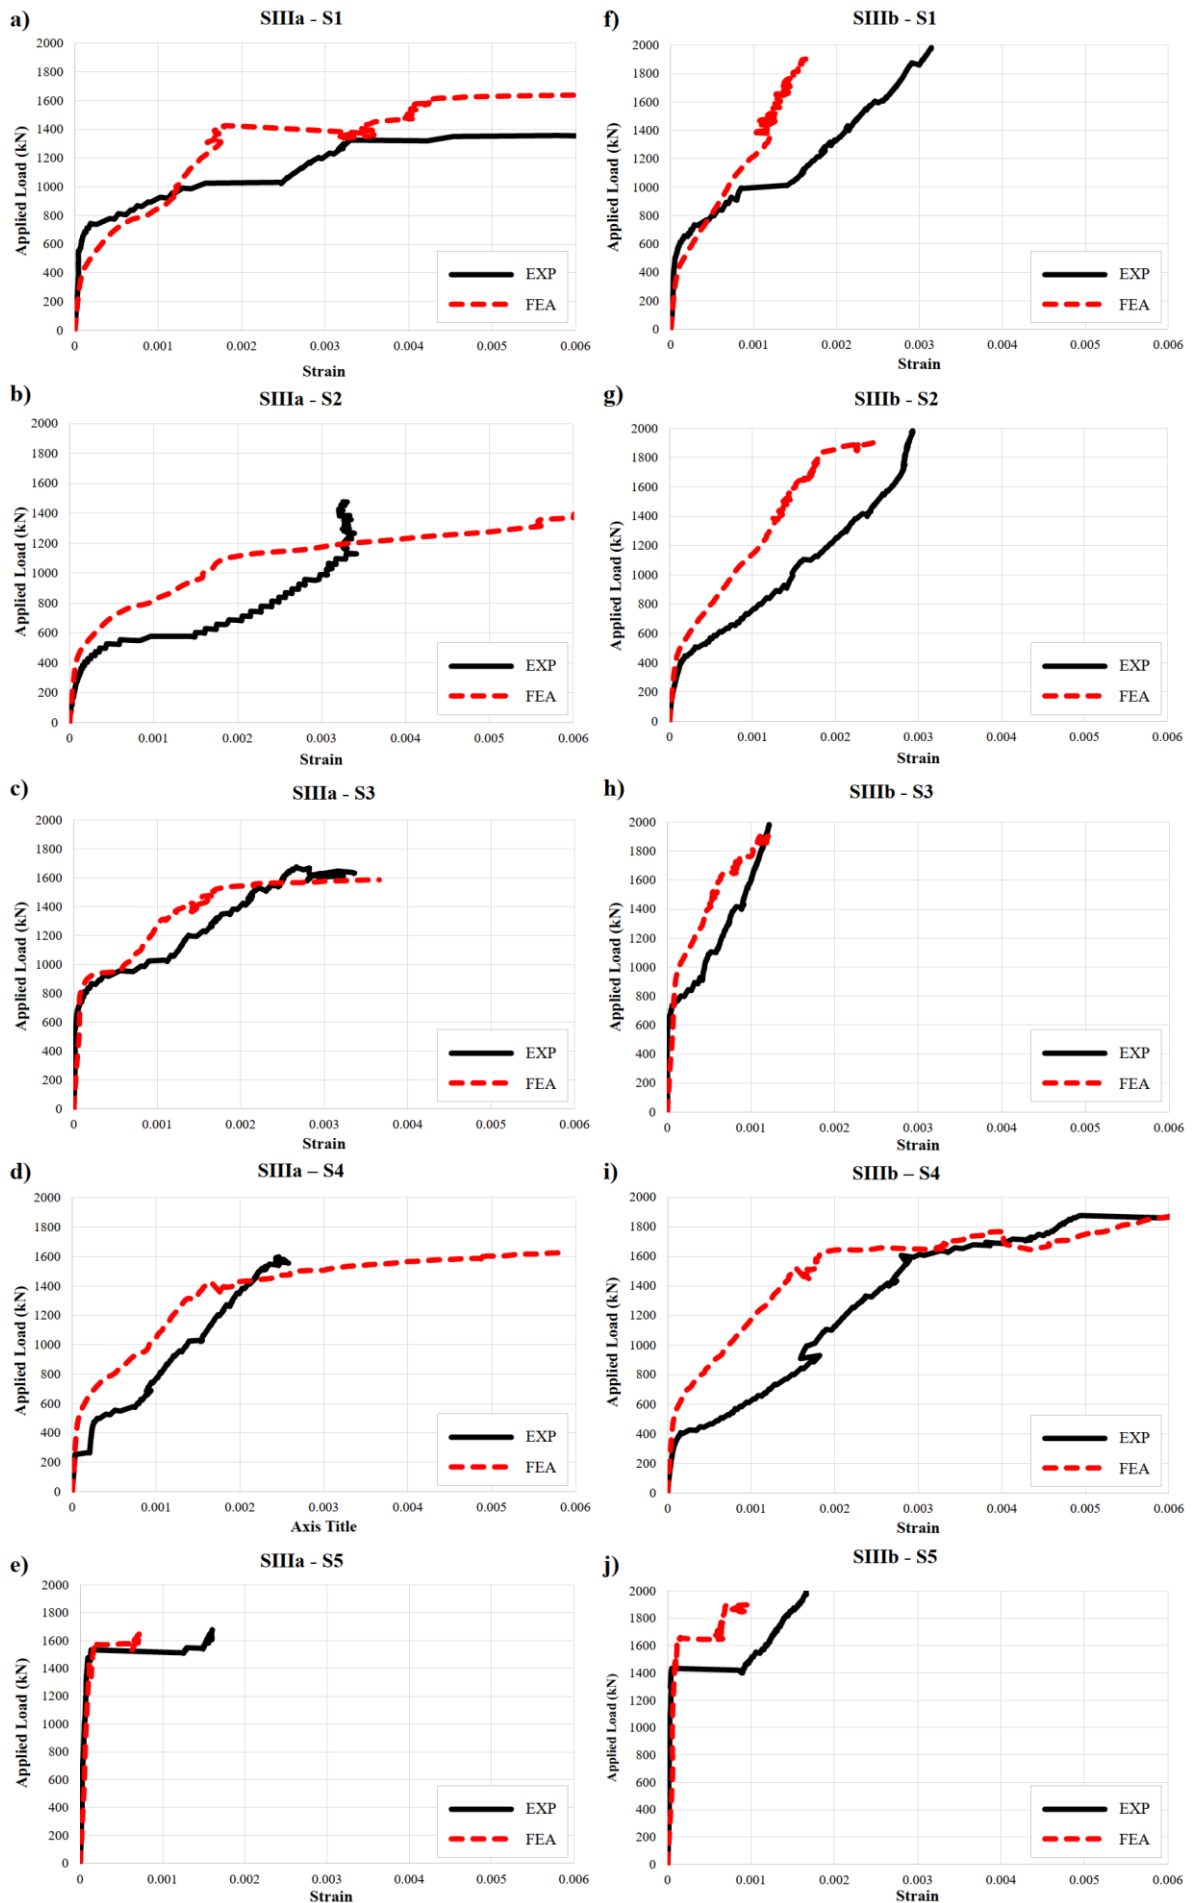 a)
SIIIa - S1
2000
1800
1600
1400
1200
1000
800
600
400
200
0
Applied Load (kN)
EXP
FEA
0 0.001 0.002 0.003 0.004 0.005 0.006
Strain
f)
SIIIb - S1
2000
1800
1600
1400
1200
1000
800
600
400
200
0
Applied Load (kN)
EXP
FEA
0 0.001 0.002 0.003 0.004 0.005 0.006
Strain
b)
SIIIa - S2
2000
1800
1600
1400
1200
1000
800
600
400
200
0
Applied Load (kN)
EXP
FEA
0 0.001 0.002 0.003 0.004 0.005 0.006
Strain
g)
SIIIb - S2
2000
1800
1600
1400
1200
1000
800
600
400
200
0
Applied Load (kN)
EXP
FEA
0 0.001 0.002 0.003 0.004 0.005 0.006
Strain
c)
SIIIa - S3
2000
1800
1600
1400
1200
1000
800
600
400
200
0
Applied Load (kN)
EXP
FEA
0 0.001 0.002 0.003 0.004 0.005 0.006
Strain
h)
SIIIb - S3
2000
1800
1600
1400
1200
1000
800
600
400
200
0
Applied Load (kN)
EXP
FEA
0 0.001 0.002 0.003 0.004 0.005 0.006
Strain
d)
SIIIa – S4
2000
1800
1600
1400
1200
1000
800
600
400
200
0
Applied Load (kN)
EXP
FEA
0 0.001 0.002 0.003 0.004 0.005 0.006
Axis Title
i)
SIIIb – S4
2000
1800
1600
1400
1200
1000
800
600
400
200
0
Applied Load (kN)
EXP
FEA
0 0.001 0.002 0.003 0.004 0.005 0.006
Strain
e)
SIIIa - S5
2000
1800
1600
1400
1200
1000
800
600
400
200
0
Applied Load (kN)
EXP
FEA
0 0.001 0.002 0.003 0.004 0.005 0.006
Strain
j)
SIIIb - S5
2000
1800
1600
1400
1200
1000
800
600
400
200
0
Applied Load (kN)
EXP
FEA
0 0.001 0.002 0.003 0.004 0.005 0.006
Strain